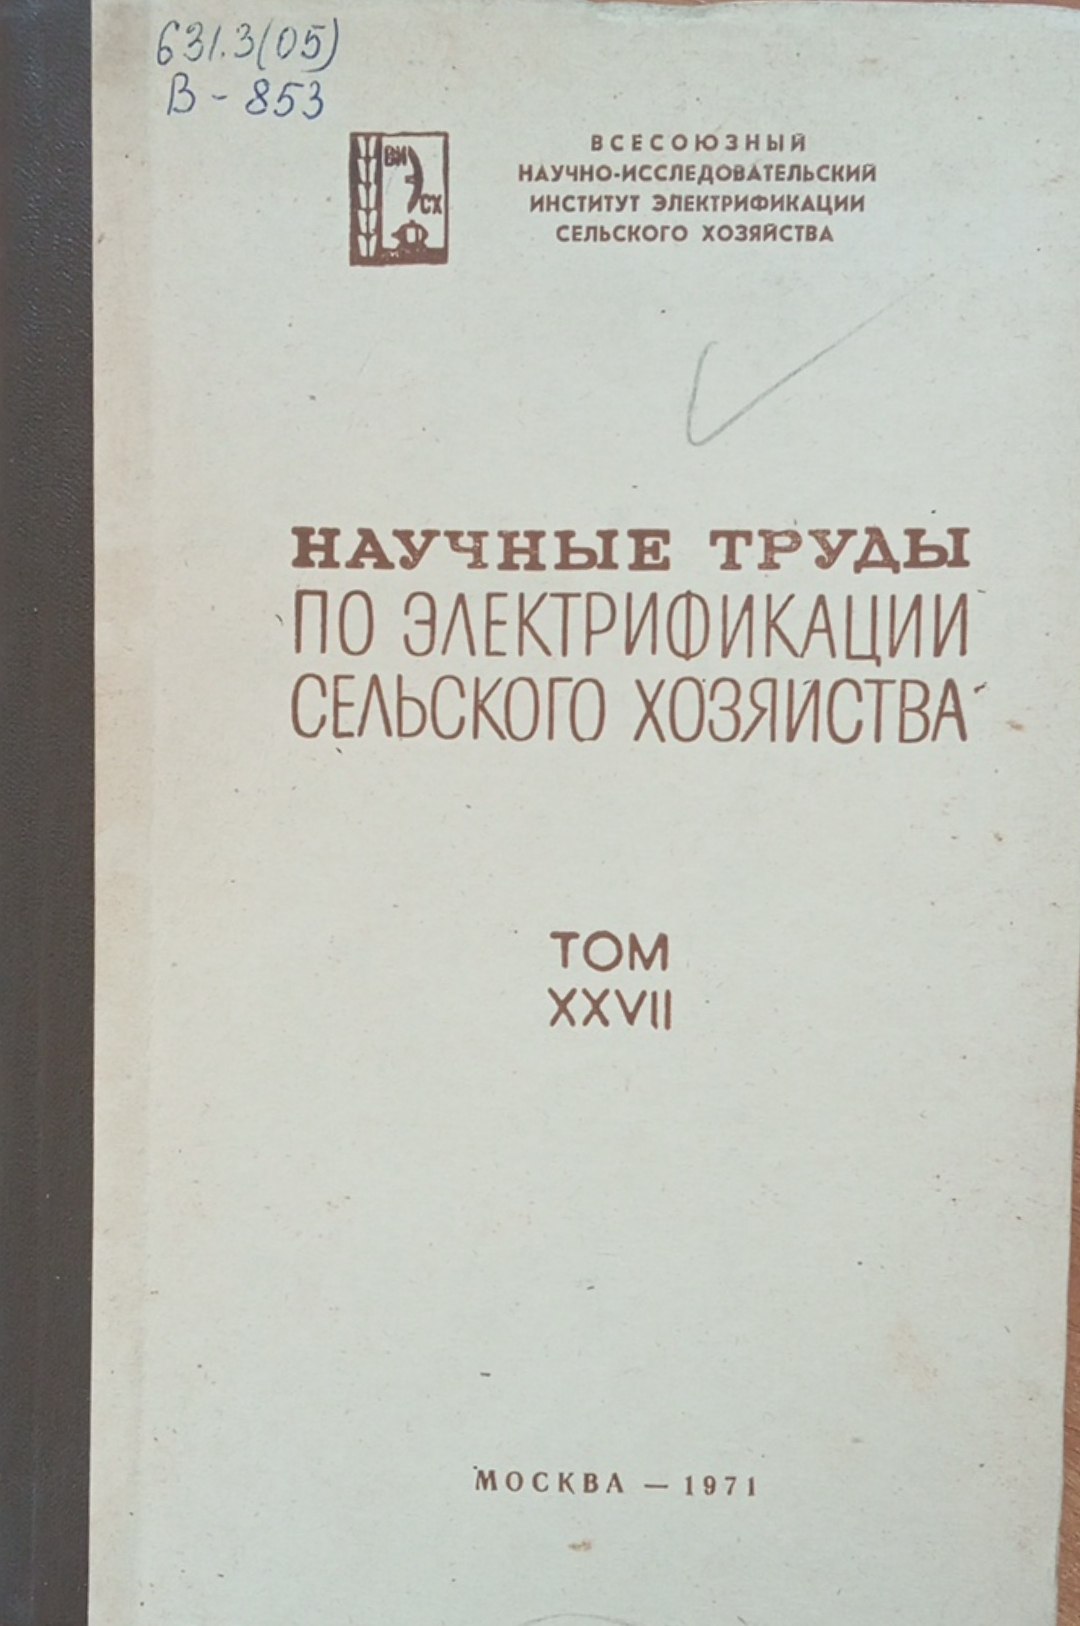 631.3(05)
В - 853
ВИЭСХ
ВСЕСОЮЗНЫЙ
НАУЧНО-ИССЛЕДОВАТЕЛЬСКИЙ
ИНСТИТУТ ЭЛЕКТРИФИКАЦИИ
СЕЛЬСКОГО ХОЗЯЙСТВА
НАУЧНЫЕ ТРУДЫ
ПО ЭЛЕКТРИФИКАЦИИ
СЕЛЬСКОГО ХОЗЯЙСТВА
ТОМ
XXVII
МОСКВА — 1971